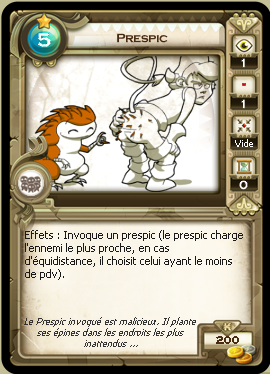 5
Prespic
1
1
Vide
0
Effets : Invoque un prespic (le prespic charge
l'ennemi le plus proche, en cas
d'équidistance, il choisit celui ayant le moins
de pdv).
Le Prespic invoqué est malicieux. Il plante
ses épines dans les endroits les plus
inattendus ...
K
200